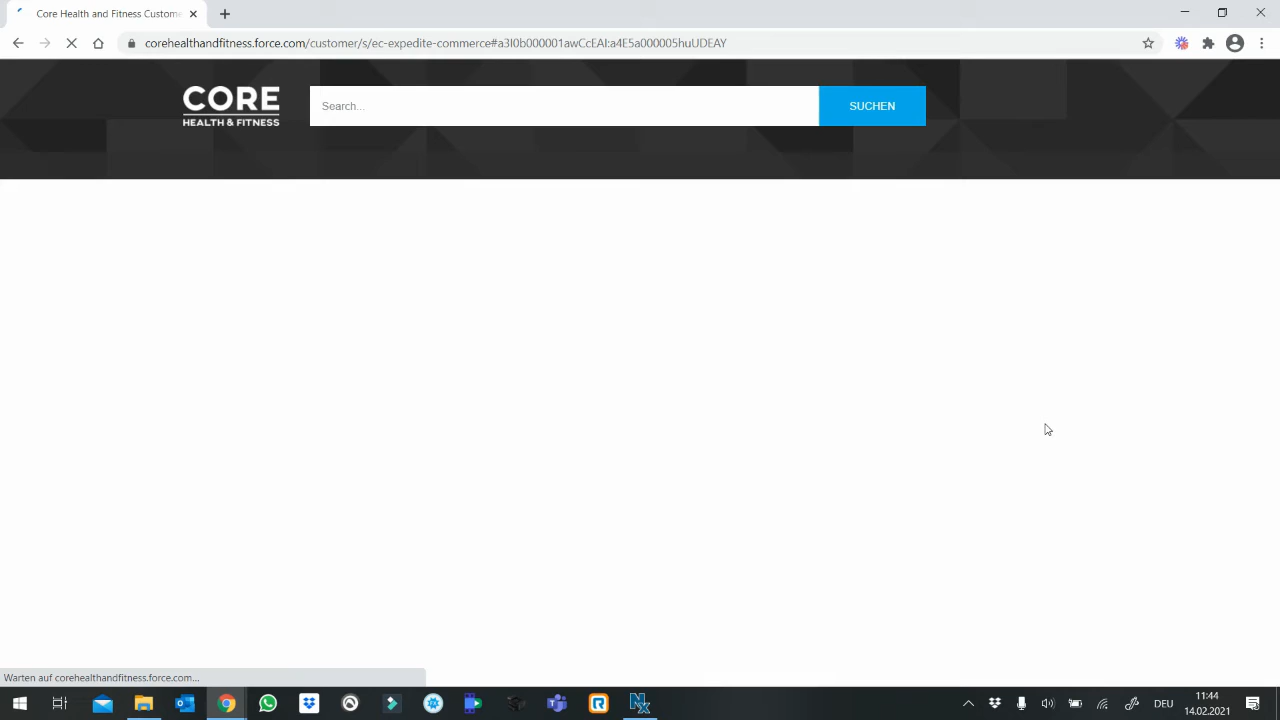 Core Health and Fitness Custome
corehealthandfitness.force.com/customer/s/ec-expedite-commerce#a3I0b000001awCcEAI:a4E5a000005huUDEAY
CORE
HEALTH & FITNESS
Search...
SUCHEN
Warten auf corehealthandfitness.force.com...
DEU
11:44
14.02.2021